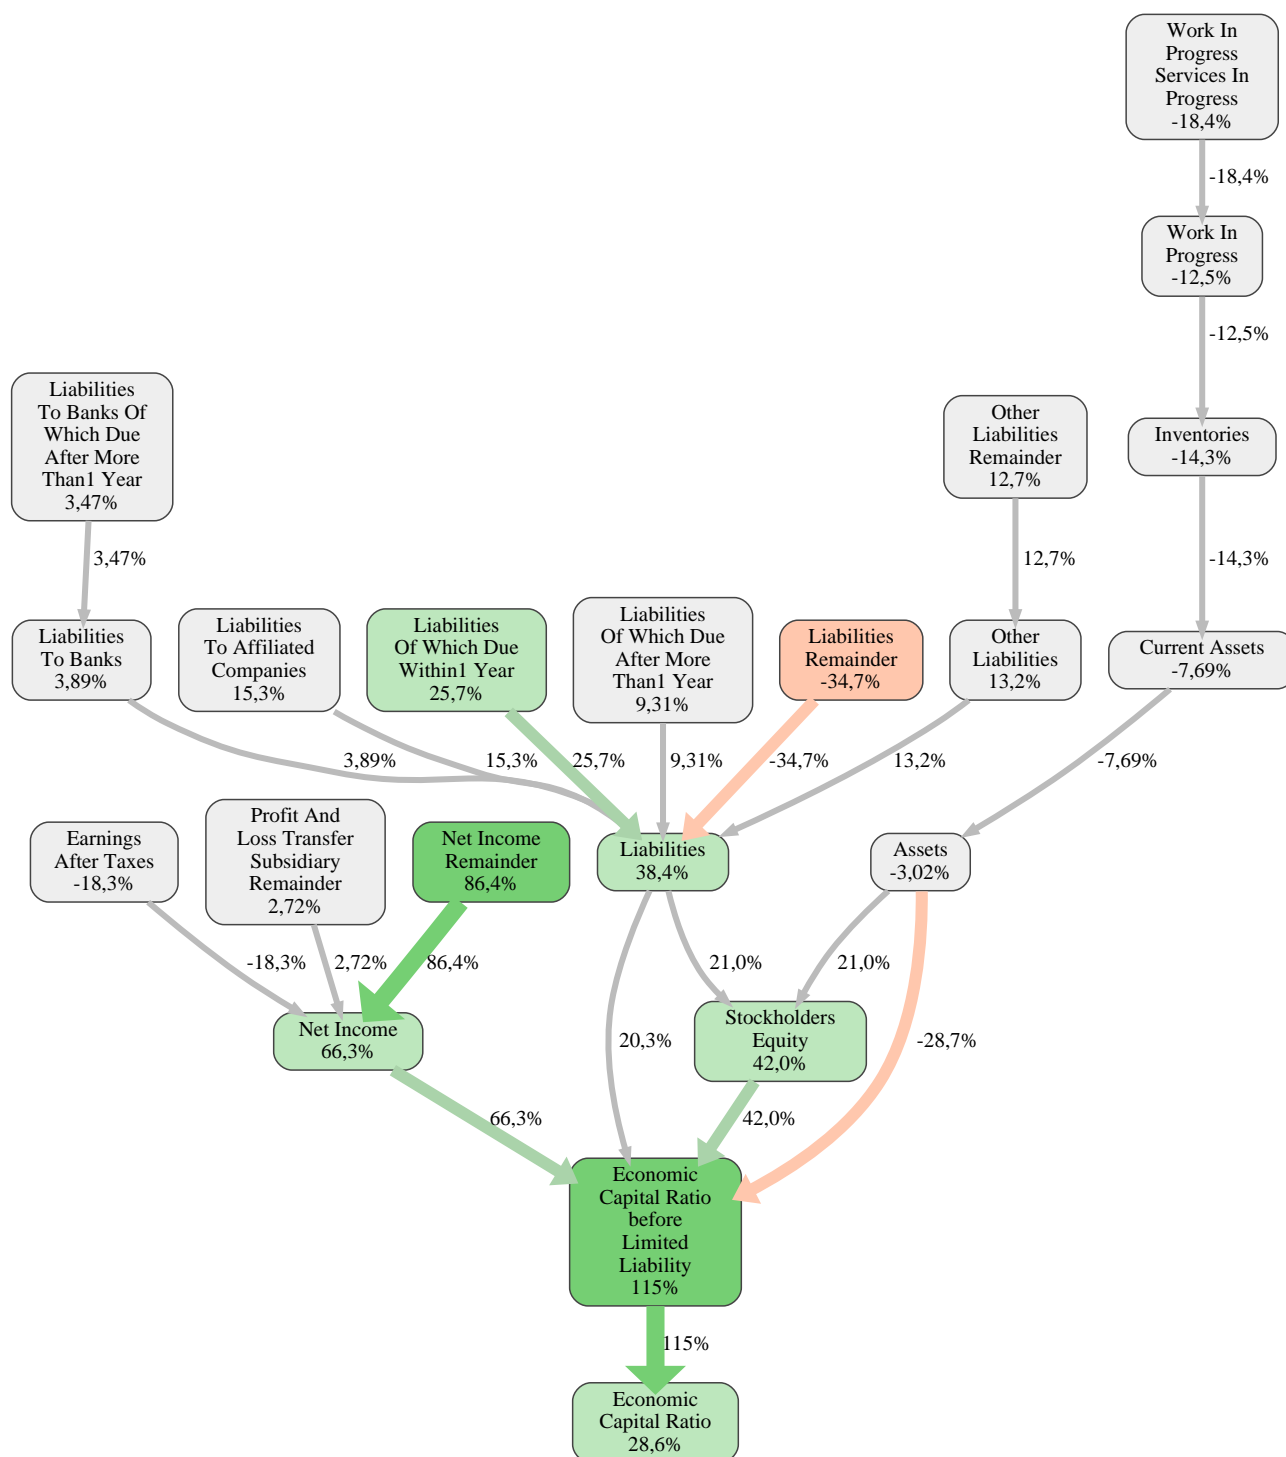 Work In
Progress
Services In
Progress
-18,4%
-18,4%
Work In
Progress
-12,5%
-12,5%
Liabilities
To Banks Of
Which Due
After More
Than1 Year
3,47%
Other
Liabilities
Remainder
12,7%
Inventories
-14,3%
3,47%
12,7%
-14,3%
Liabilities
To Banks
3,89%
Liabilities
To Affiliated
Companies
15,3%
Liabilities
Of Which Due
Within1 Year
25,7%
Liabilities
Of Which Due
After More
Than1 Year
9,31%
Liabilities
Remainder
-34,7%
Other
Liabilities
13,2%
Current Assets
-7,69%
3,89%
15,3%
25,7%
9,31%
-34,7%
13,2%
-7,69%
Earnings
After Taxes
-18,3%
Profit And
Loss Transfer
Subsidiary
Remainder
2,72%
Net Income
Remainder
86,4%
Liabilities
38,4%
Assets
-3,02%
-18,3%
2,72%
86,4%
21,0%
21,0%
Net Income
66,3%
20,3%
Stockholders
Equity
42,0%
-28,7%
66,3%
42,0%
Economic
Capital Ratio
before
Limited
Liability
115%
115%
Economic
Capital Ratio
28,6%